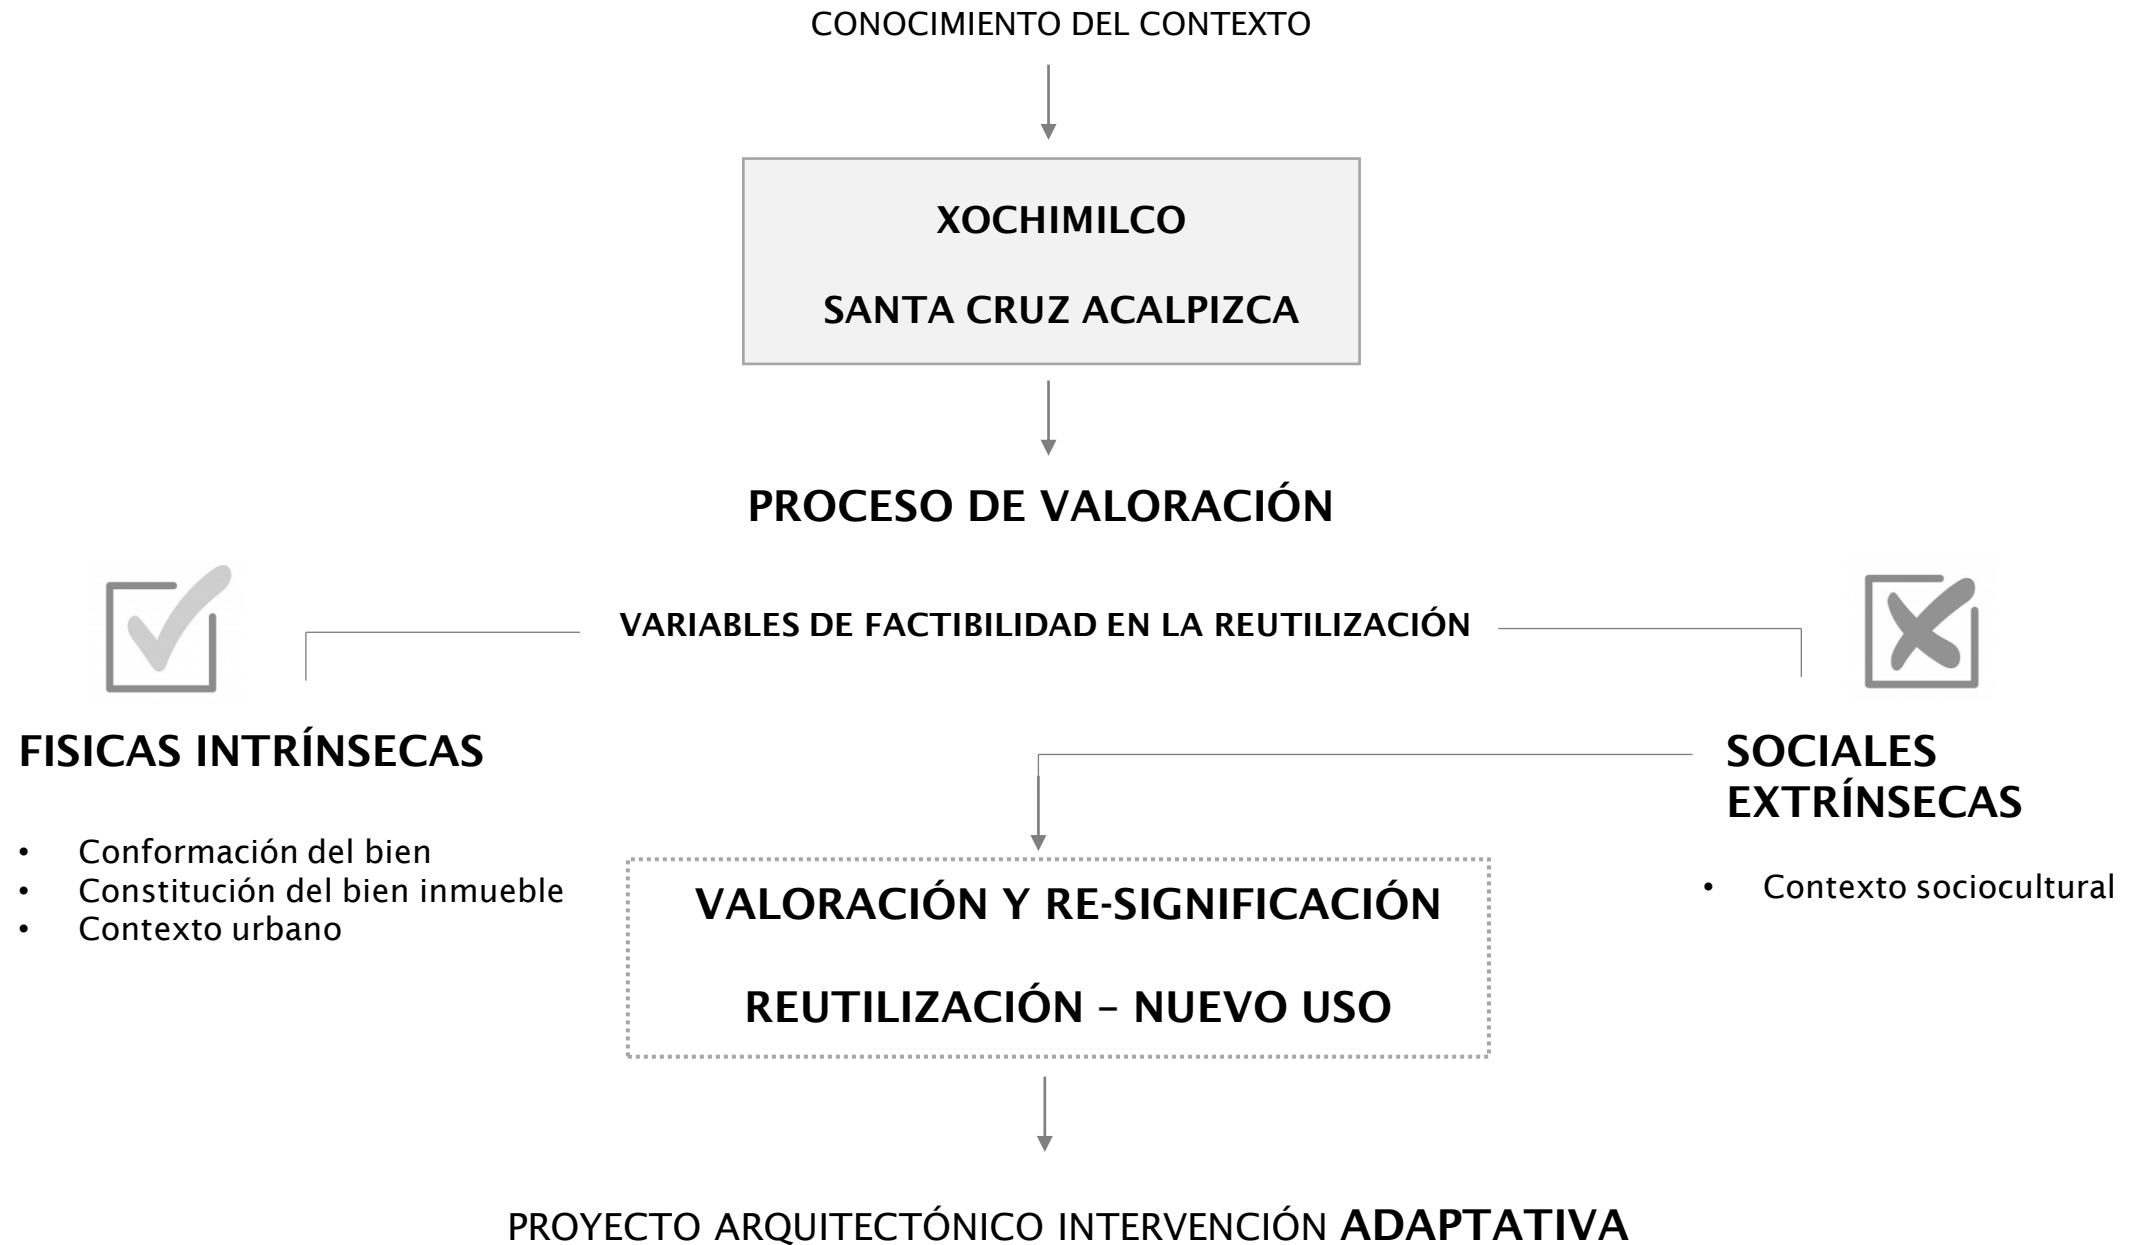 CONOCIMIENTO DEL CONTEXTO
XOCHIMILCO
SANTA CRUZ ACALPIZCA
PROCESO DE VALORACIÓN
VARIABLES DE FACTIBILIDAD EN LA REUTILIZACIÓN
FISICAS INTRÍNSECAS
• Conformación del bien
• Constitución del bien inmueble
• Contexto urbano
SOCIALES
EXTRÍNSECAS
• Contexto sociocultural
VALORACIÓN Y RE-SIGNIFICACIÓN
REUTILIZACIÓN – NUEVO USO
PROYECTO ARQUITECTÓNICO INTERVENCIÓN ADAPTATIVA